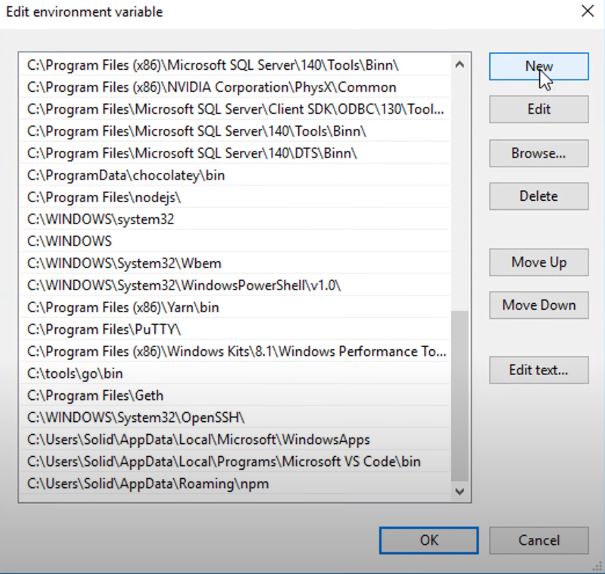 Edit environment variable
C:\Program Files (x86)\Microsoft SQL Server\140\Tools\Binn\
C:\Program Files (x86)\NVIDIA Corporation\PhysX\Common
C:\Program Files\Microsoft SQL Server\Client SDK\ODBC\130\Tool...
C:\Program Files\Microsoft SQL Server\140\Tools\Binn\
C:\Program Files\Microsoft SQL Server\140\DTS\Binn\
C:\ProgramData\chocolatey\bin
C:\Program Files\nodejs\
C:\WINDOWS\system32
C:\WINDOWS
C:\WINDOWS\System32\Wbem
C:\WINDOWS\System32\WindowsPowerShell\v1.0\
C:\Program Files (x86)\Yarn\bin
C:\Program Files\PuTTY\
C:\Program Files (x86)\Windows Kits\8.1\Windows Performance To...
C:\tools\go\bin
C:\Program Files\Geth
C:\WINDOWS\System32\OpenSSH\
C:\Users\Solid\AppData\Local\Microsoft\WindowsApps
C:\Users\Solid\AppData\Local\Programs\Microsoft VS Code\bin
C:\Users\Solid\AppData\Roaming\npm
New
Edit
Browse...
Delete
Move Up
Move Down
Edit text...
OK
Cancel